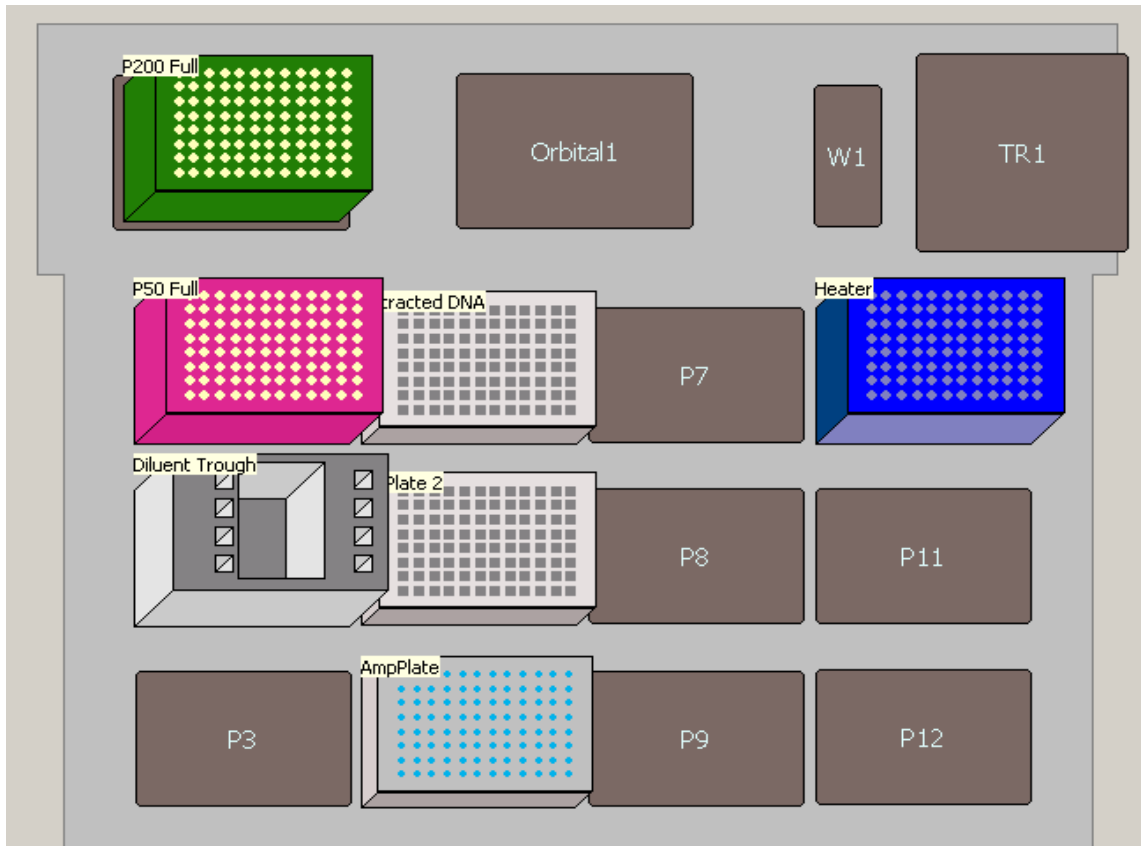 P200 Full
Orbital1
W1
TR1
P50 Full
tracted DNA
P7
Heater
Diluent Trough
Plate 2
P8
P11
P3
AmpPlate
P9
P12